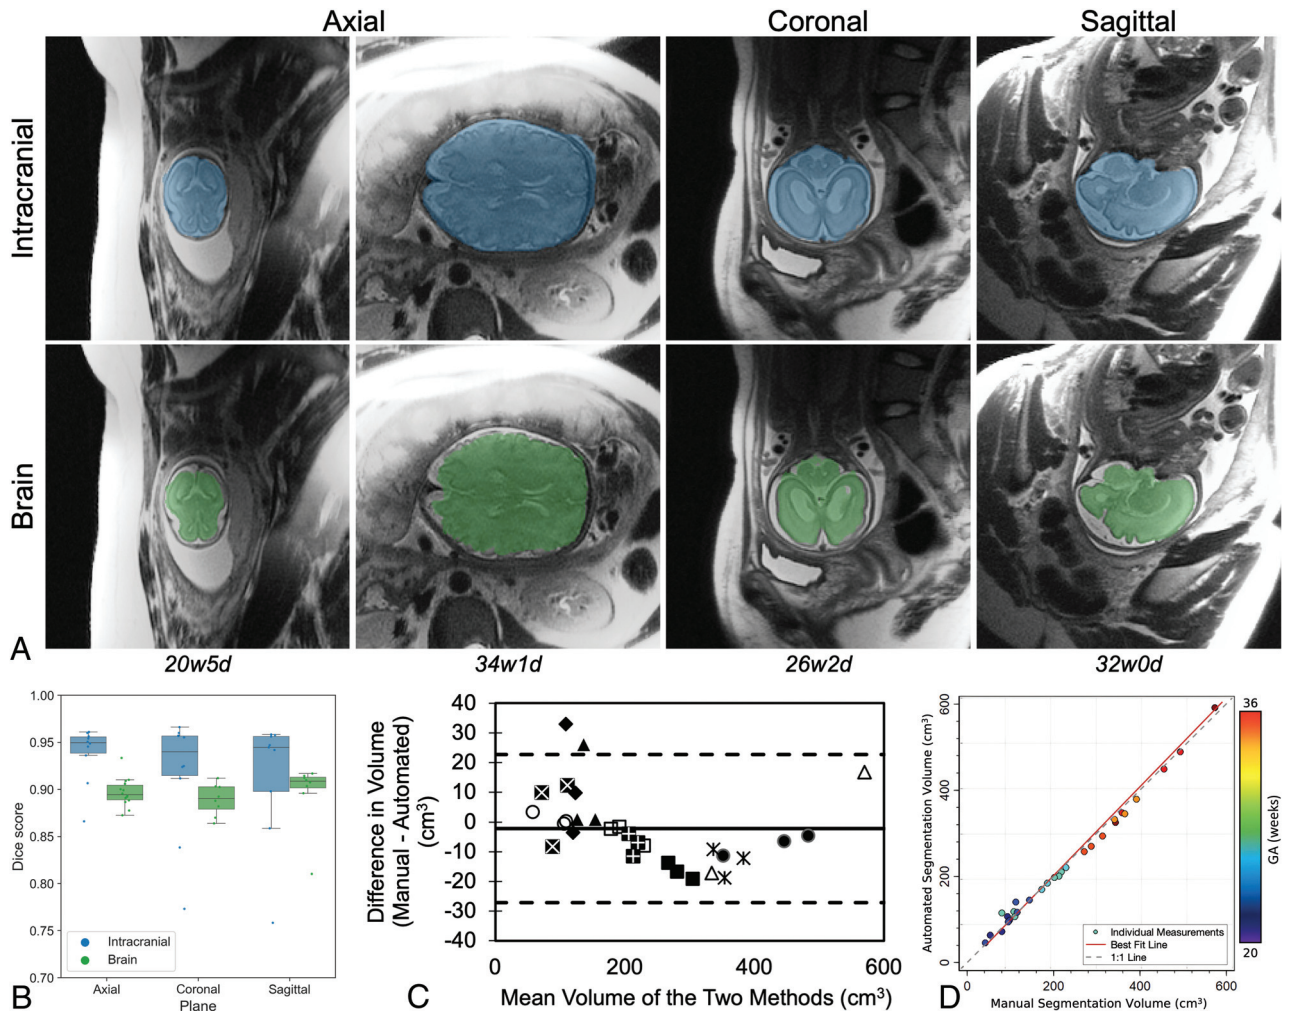 Axial Coronal Sagittal
Intracranial
Brain
A
20w5d 34w1d 26w2d 32w0d
1.00
0.95
0.90
0.85
0.80
0.75
0.70
Dice score
Intracranial
Brain
Axial Coronal Sagittal
Plane
B
40
30
20
10
0
-10
-20
-30
-40
Difference in Volume
(Manual - Automated)
(cm³)
0 200 400 600
Mean Volume of the Two Methods (cm³)
C
600
400
200
0
Automated Segmentation Volume (cm³)
Individual Measurements
Best Fit Line
1:1 Line
0 200 400 600
Manual Segmentation Volume (cm³)
36
GA (weeks)
20
D